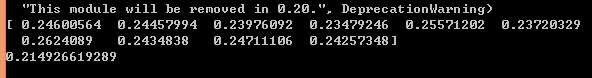 "This module will be removed in 0.20.", DeprecationWarning)
[ 0.24600564  0.24457994  0.23976092  0.23479246  0.25571202  0.23720329
0.2624089   0.2434838   0.24711106  0.24257348]
0.214926619289